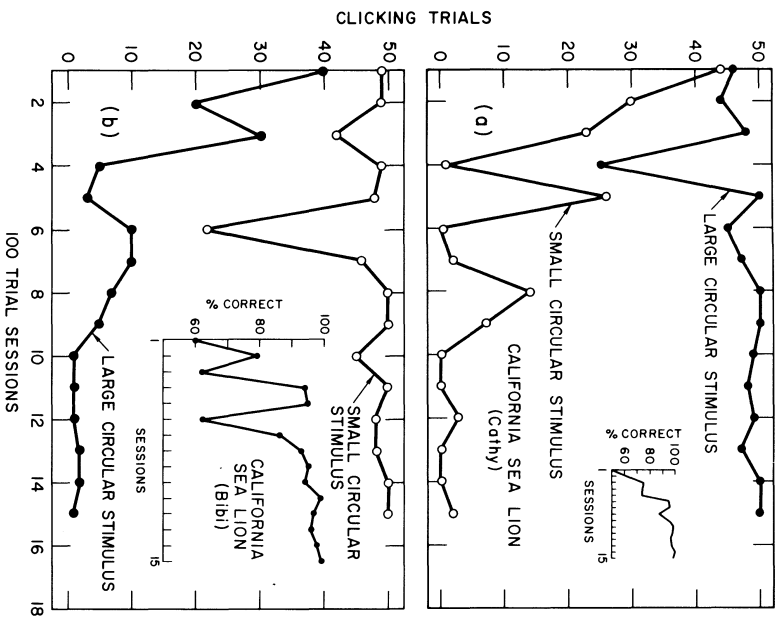 CLICKING TRIALS
50
30
20
10
0
(a)
LARGE CIRCULAR STIMULUS
SMALL CIRCULAR STIMULUS
CALIFORNIA SEA LION
(Cathy)
% CORRECT
100
80
60
SESSIONS
15
50
40
30
20
10
0
(b)
SMALL CIRCULAR
STIMULUS
LARGE CIRCULAR STIMULUS
% CORRECT
100
80
60
1
15
SESSIONS
CALIFORNIA
SEA LION
(Bibi)
2
4
6
8
10
12
14
16
18
100 TRIAL SESSIONS